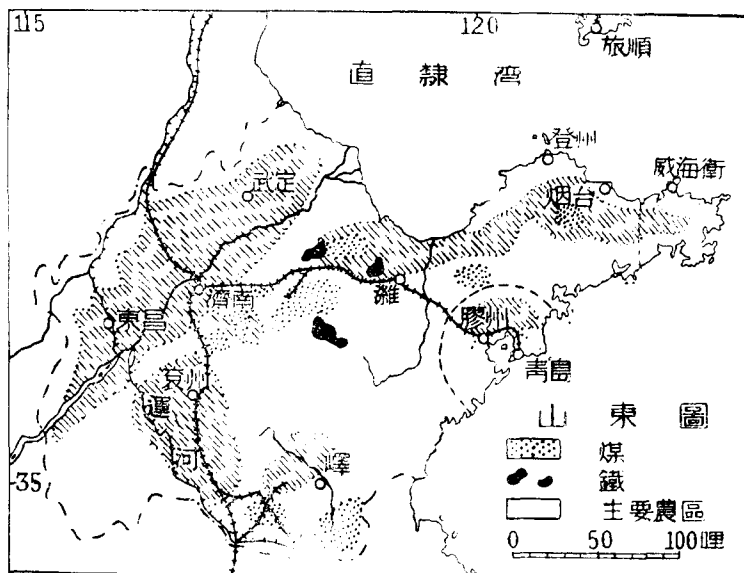 115
120
旅順
直隸湾
登州
威海衛
烟台
武定
濟南
濰
東昌
膠州
青島
兗州
運
河
嶧
35
山東圖
煤
鐵
主要農區
0 50 100哩